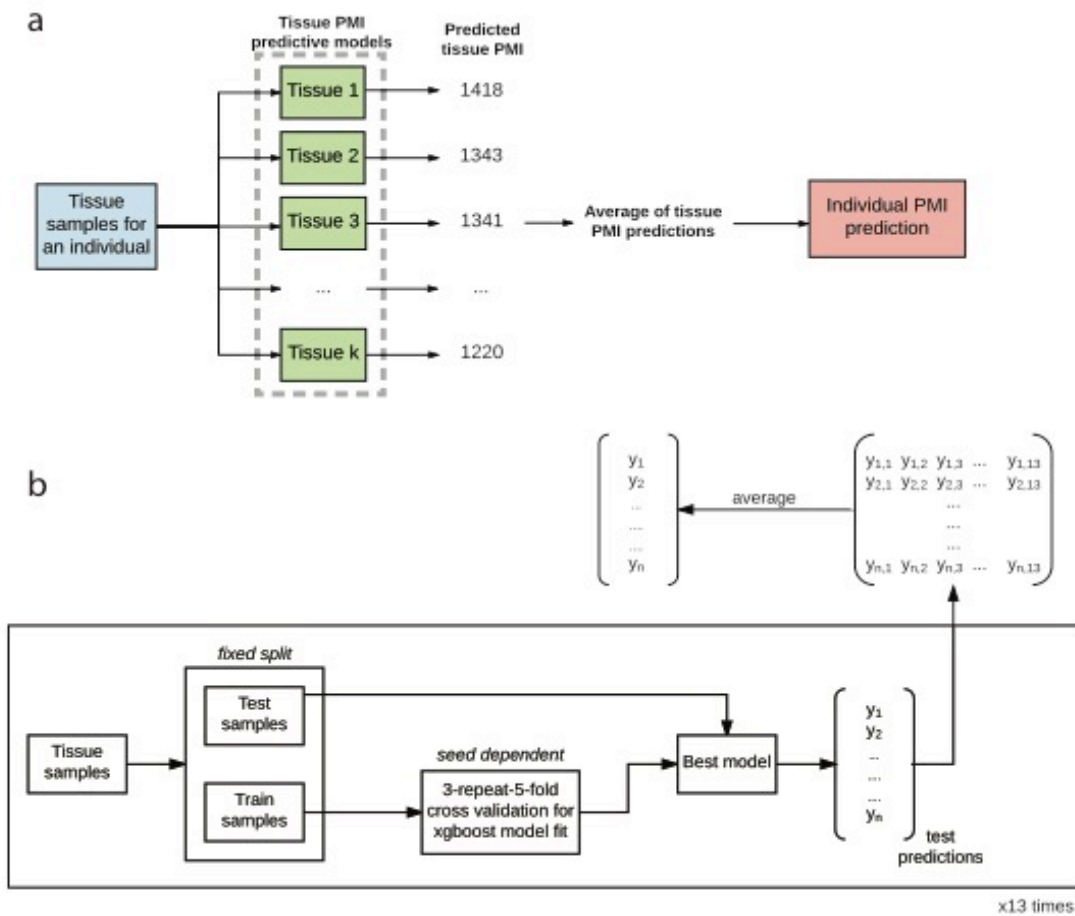 a
Tissue PMI
predictive models
Predicted
tissue PMI
Tissue 1
1418
Tissue 2
1343
Tissue
samples for
an individual
Tissue 3
1341
Average of tissue
PMI predictions
Individual PMI
prediction
...
...
Tissue k
1220
b
y1
y2
...
....
....
yn
average
y1,1 y1,2 y1,3 ... y1,13
y2,1 y2,2 y2,3 ... y2,13
...
...
...
yn,1 yn,2 yn,3 ... yn,13
fixed split
Test
samples
Tissue
samples
Train
samples
seed dependent
3-repeat-5-fold
cross validation for
xgboost model fit
Best model
y1
y2
...
....
....
yn
test
predictions
x13 times